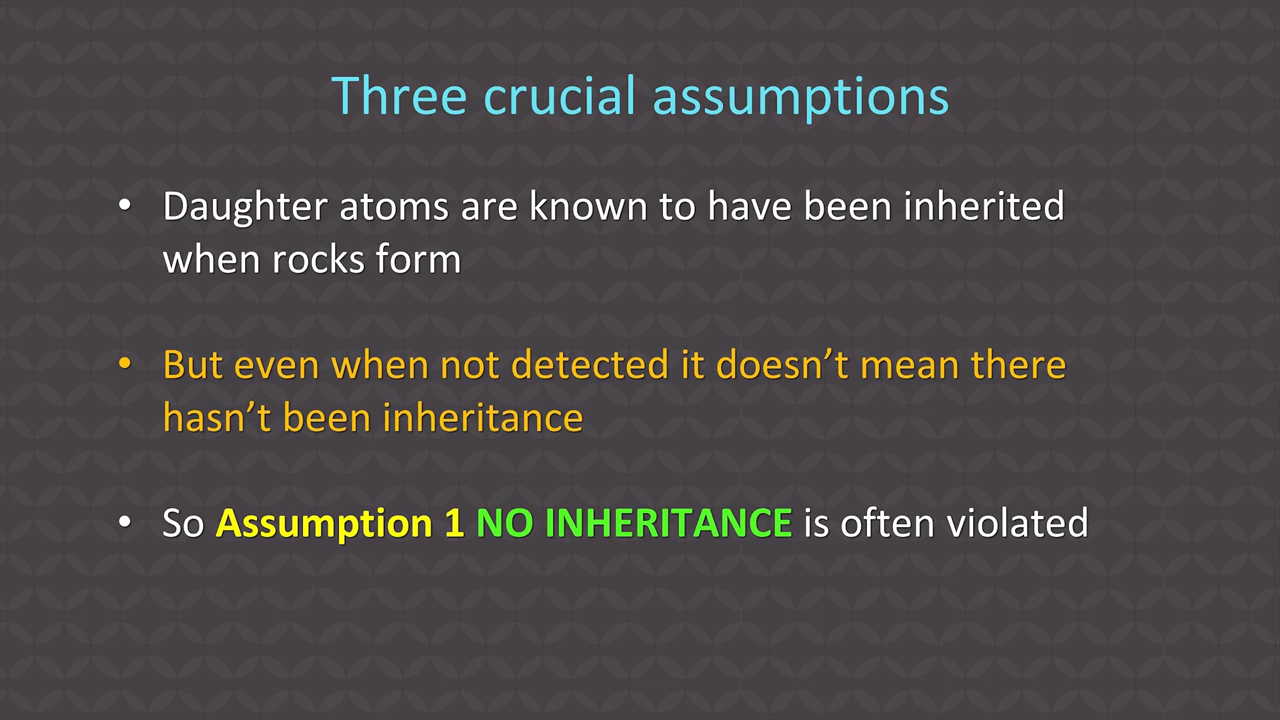 Three crucial assumptions
• Daughter atoms are known to have been inherited
when rocks form
• But even when not detected it doesn’t mean there
hasn’t been inheritance
• So Assumption 1 NO INHERITANCE is often violated